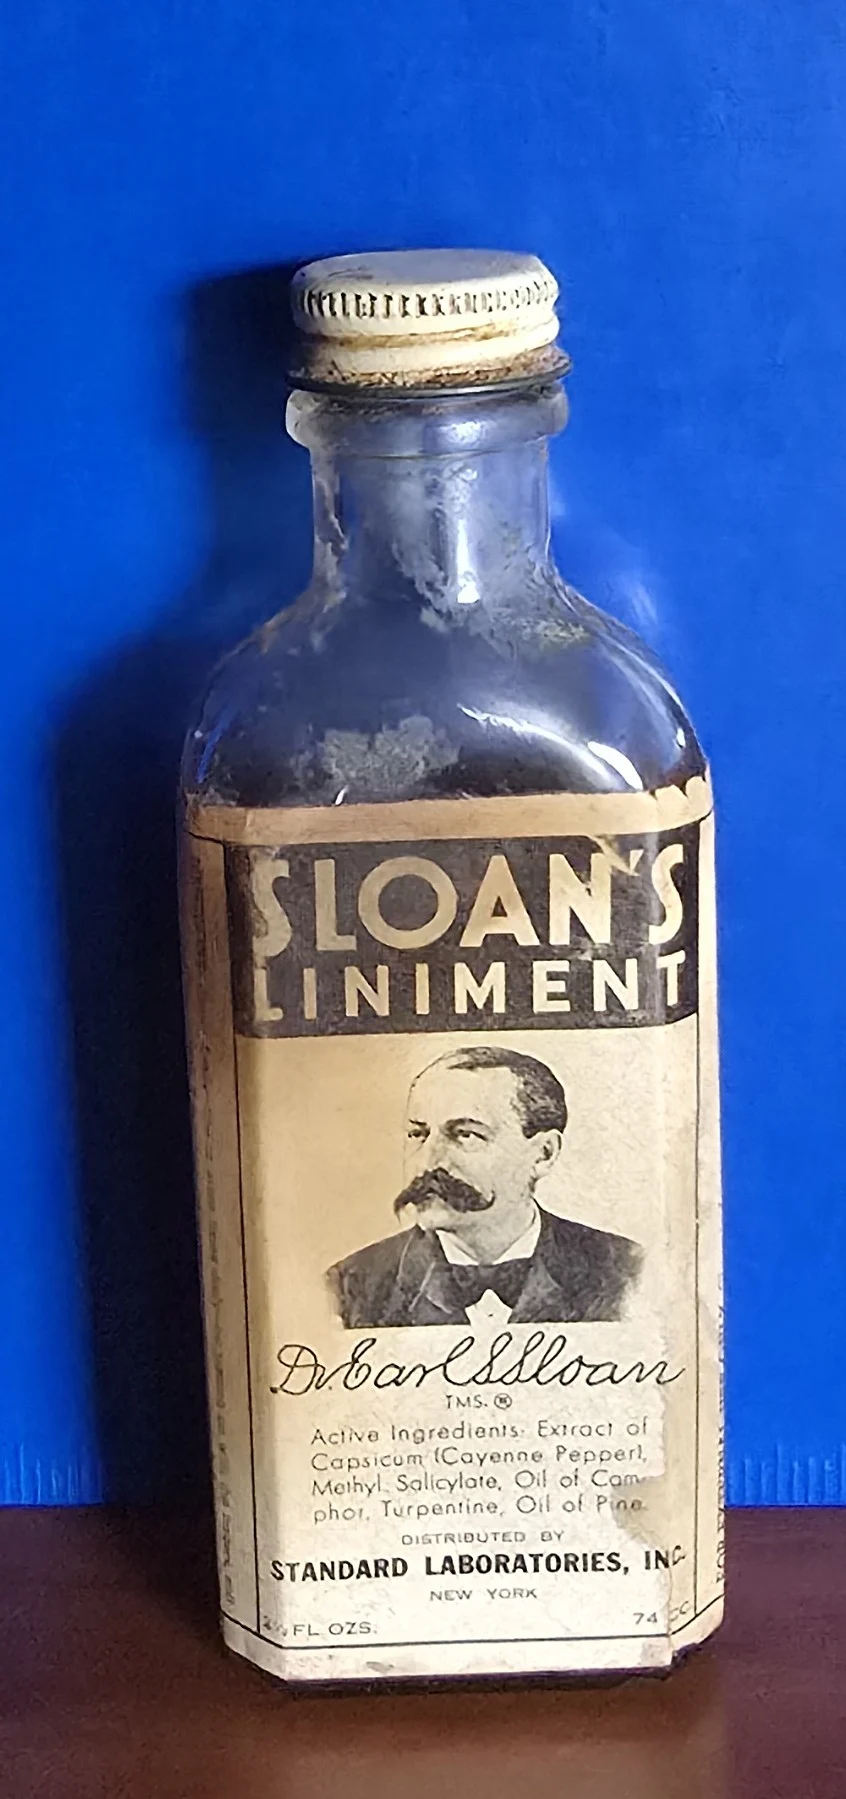 SLOAN'S
LINIMENT
Dr. Earl S Sloan
TMS. ®
Active Ingredients: Extract of
Capsicum (Cayenne Pepper),
Methyl Salicylate, Oil of Cam-
phor, Turpentine, Oil of Pine.
DISTRIBUTED BY
STANDARD LABORATORIES, INC.
NEW YORK
FL OZS. 74 CC